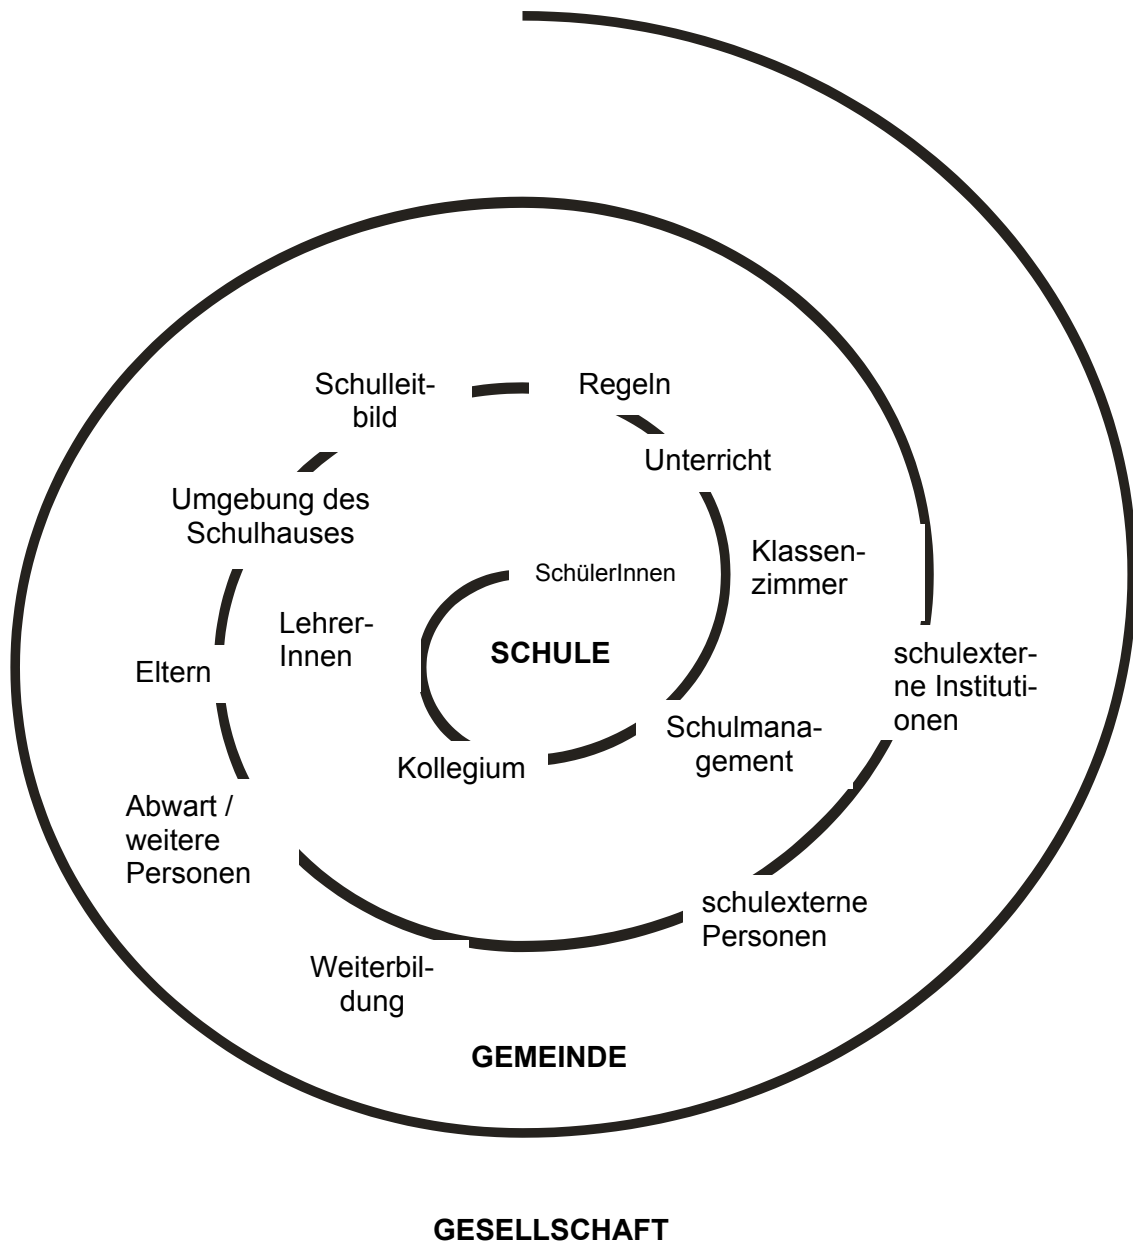 Schulleit-
bild
Regeln
Unterricht
Umgebung des
Schulhauses
Klassen-
zimmer
SchülerInnen
Lehrer-
Innen
SCHULE
Eltern
schulexter-
ne Instituti-
onen
Schulmana-
gement
Kollegium
Abwart /
weitere
Personen
schulexterne
Personen
Weiterbil-
dung
GEMEINDE
GESELLSCHAFT